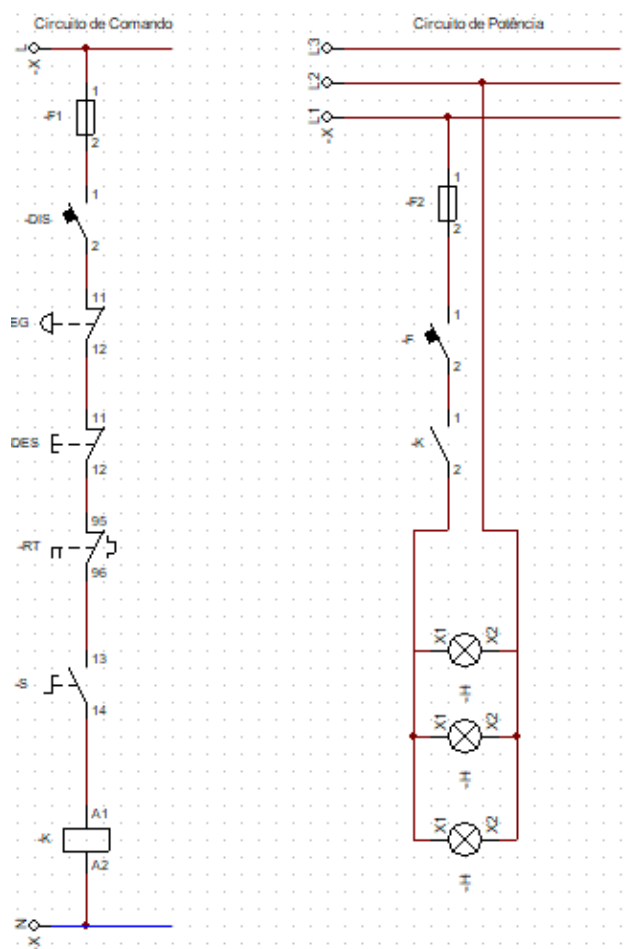 Circuito de Comando
L
-X
1
-F1
2
1
-DIS
2
11
EG
12
11
DES
12
95
-RT
96
13
-S
14
A1
-K
A2
N
-X
Circuito de Potência
L3
L2
L1
-X
1
-F2
2
1
-F
2
1
-K
2
X1 X2
-H
X1 X2
-H
X1 X2
-H